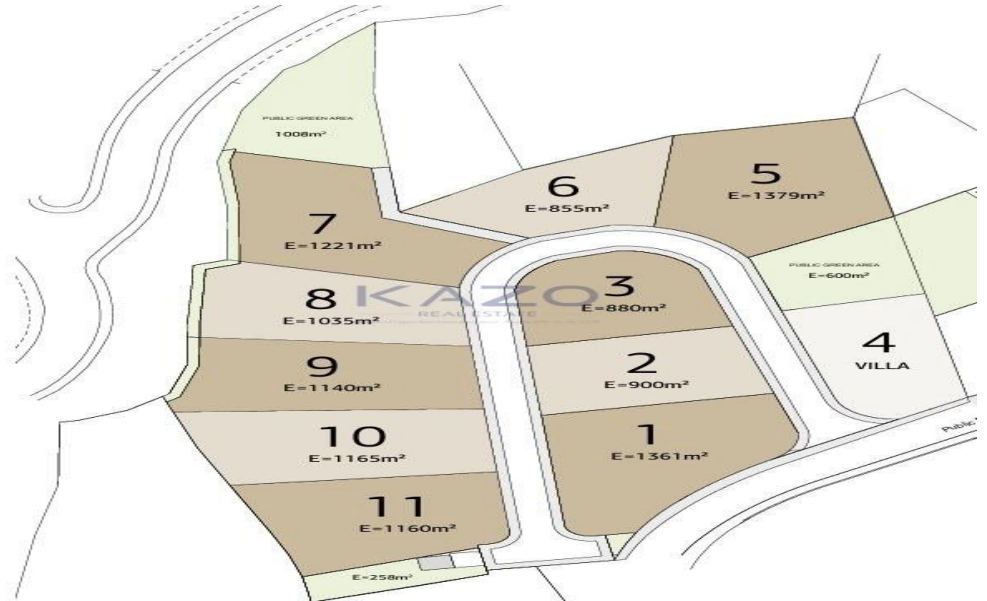 PUBLIC GREEN AREA
1008m²
5
E=1379m²
6
E=855m²
7
E=1221m²
PUBLIC GREEN AREA
E=600m²
3
E=880m²
8
E=1035m²
KAZO
REAL ESTATE
4
VILLA
2
E=900m²
9
E=1140m²
1
E=1361m²
10
E=1165m²
Public
11
E=1160m²
E=258m²